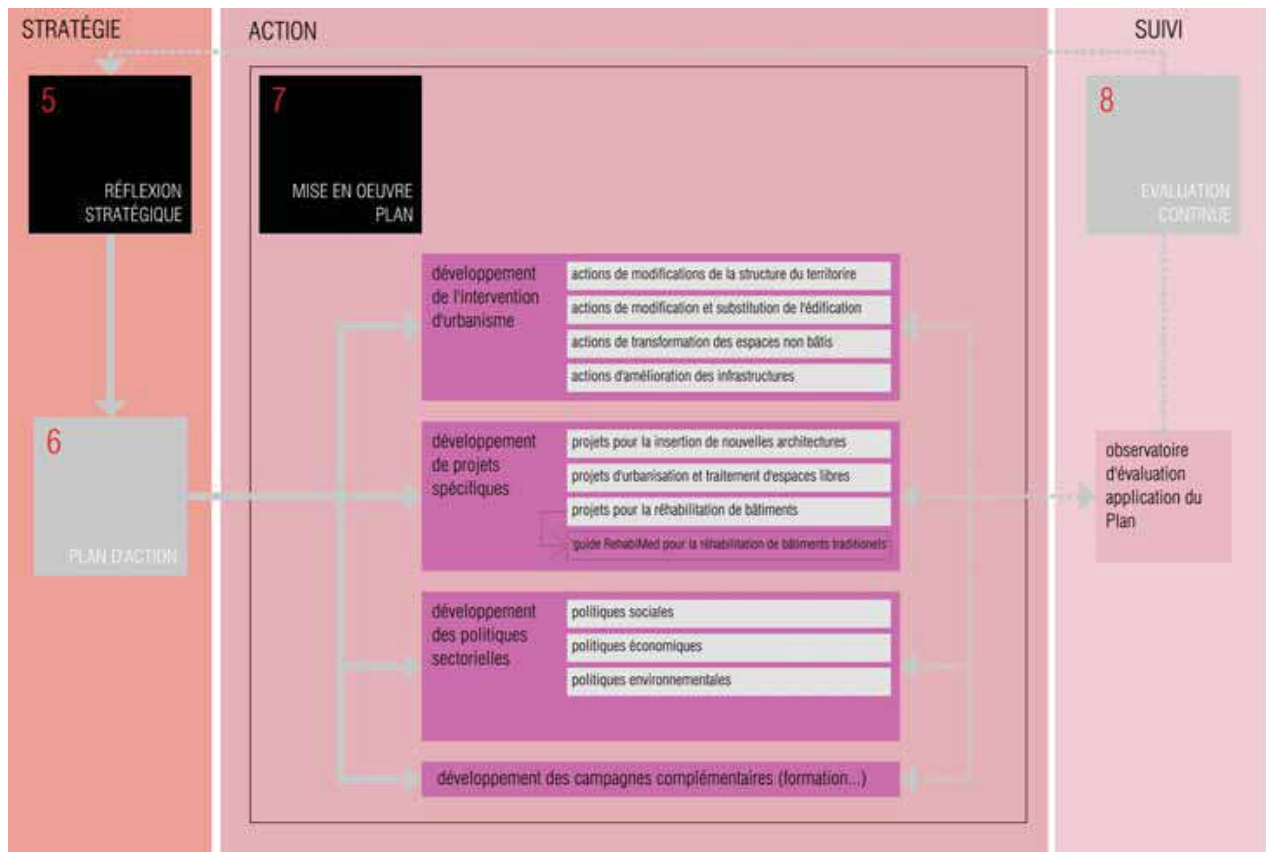 STRATÉGIE
ACTION
SUIVI
5
RÉFLEXION
STRATÉGIQUE
7
MISE EN OEUVRE
PLAN
8
EVALUATION
CONTINUE
développement
de l'intervention
d'urbanisme
actions de modifications de la structure du territorire
actions de modification et substitution de l'édification
actions de transformation des espaces non bâtis
actions d'amélioration des infrastructures
6
PLAN D'ACTION
développement
de projets
spécifiques
projets pour la insertion de nouvelles architectures
projets d'urbanisation et traitement d'espaces libres
projets pour la réhabilitation de bâtiments
guide RehabiMed pour la réhabilitation de bâtiments traditionels
observatoire
d'évaluation
application du
Plan
développement
des politiques
sectorielles
politiques sociales
politiques économiques
politiques environnementales
développement des campagnes complémentaires (formation...)